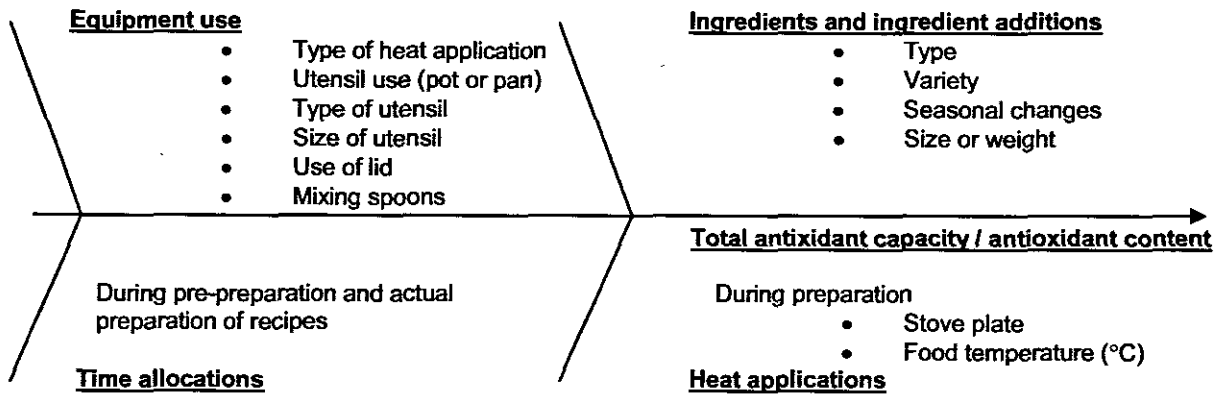 Equipment use
• Type of heat application
• Utensil use (pot or pan)
• Type of utensil
• Size of utensil
• Use of lid
• Mixing spoons
Ingredients and ingredient additions
• Type
• Variety
• Seasonal changes
• Size or weight
Total antixidant capacity / antioxidant content
During pre-preparation and actual
preparation of recipes
Time allocations
During preparation
• Stove plate
• Food temperature (°C)
Heat applications